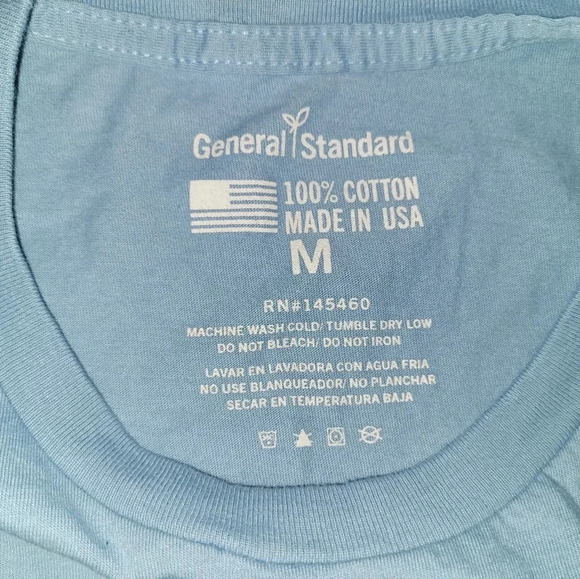 General Standard
100% COTTON
MADE IN USA
M
RN#145460
MACHINE WASH COLD/ TUMBLE DRY LOW
DO NOT BLEACH/ DO NOT IRON
LAVAR EN LAVADORA CON AGUA FRIA
NO USE BLANQUEADOR/ NO PLANCHAR
SECAR EN TEMPERATURA BAJA